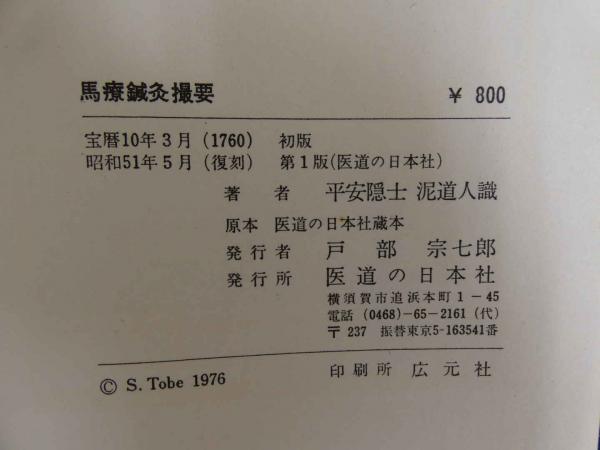 馬療鍼灸撮要 ¥ 800
宝暦10年3月(1760) 初版
昭和51年5月(復刻) 第1版(医道の日本社)
著者 平安隠士 泥道人識
原本 医道の日本社蔵本
発行者 戸部 宗七郎
発行所 医道の日本社
横須賀市追浜本町1-45
電話 (0468)-65-2161(代)
〒237 振替東京5-163541番
© S. Tobe 1976 印刷所 広元社